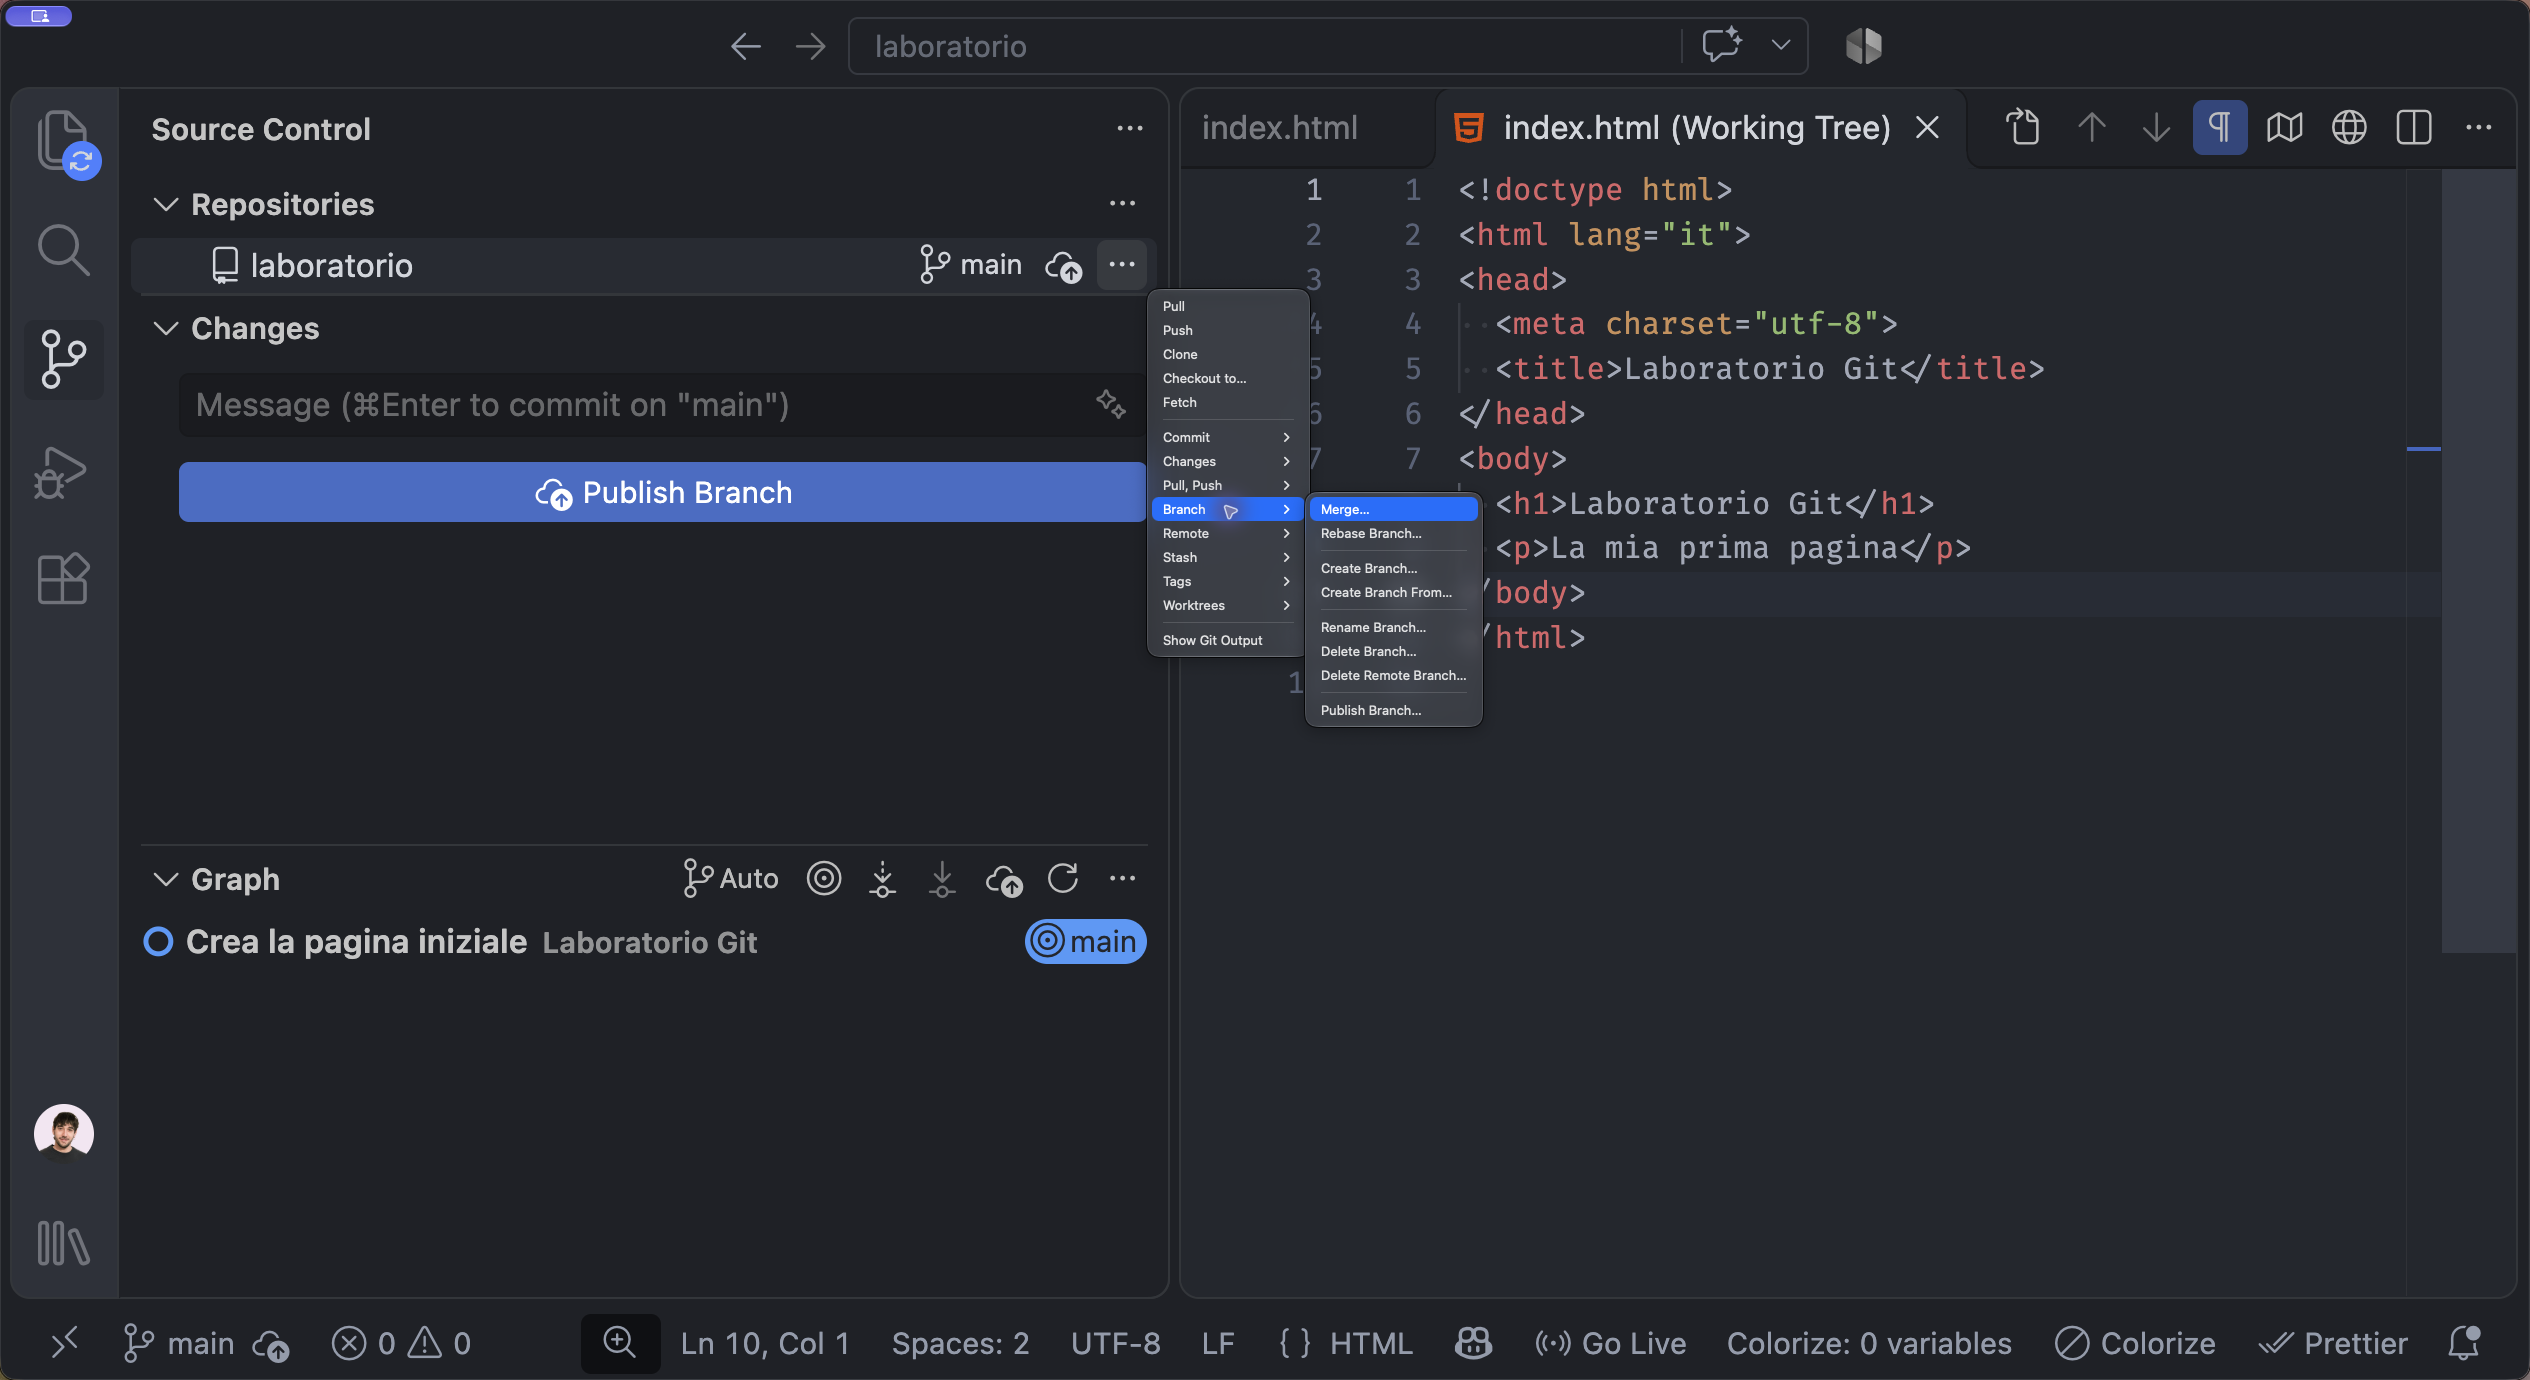 laboratorio
Source Control
Repositories
laboratorio
main
Changes
Message (⌘Enter to commit on "main")
Publish Branch
Pull
Push
Clone
Checkout to...
Fetch
Commit
Changes
Pull, Push
Branch
Remote
Stash
Tags
Worktrees
Show Git Output
Merge...
Rebase Branch...
Create Branch...
Create Branch From...
Rename Branch...
Delete Branch...
Delete Remote Branch...
Publish Branch...
Graph
Auto
Crea la pagina iniziale Laboratorio Git
main
index.html
index.html (Working Tree)
1 1 <!doctype html>
2 2 <html lang="it">
3 3 <head>
4 4 <meta charset="utf-8">
5 5 <title>Laboratorio Git</title>
6 6 </head>
7 7 <body>
<h1>Laboratorio Git</h1>
<p>La mia prima pagina</p>
/body>
/html>
1
main
0
0
Ln 10, Col 1
Spaces: 2
UTF-8
LF
{ } HTML
Go Live
Colorize: 0 variables
Colorize
Prettier